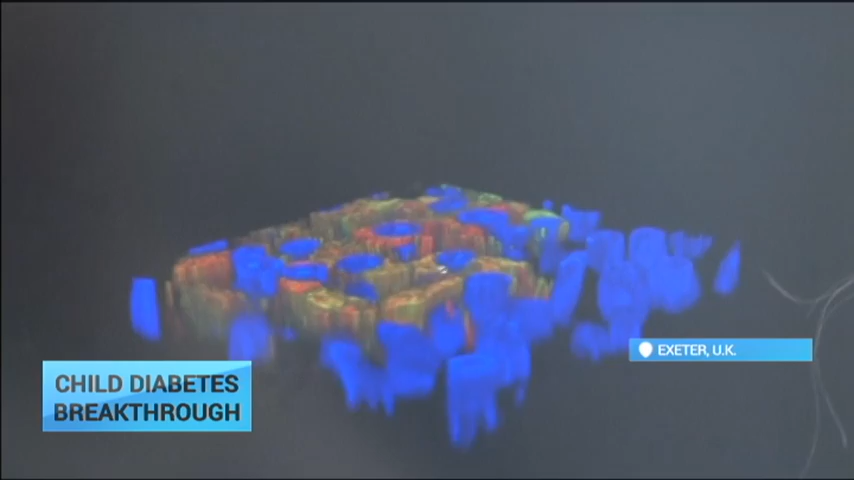 CHILD DIABETES
BREAKTHROUGH
EXETER, U.K.